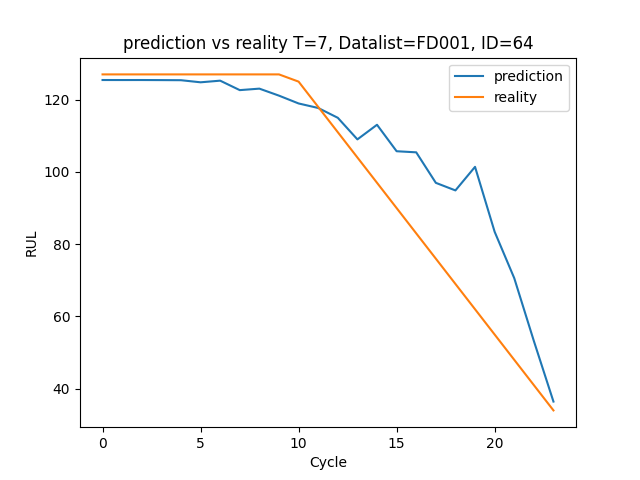 prediction vs reality T=7, Datalist=FD001, ID=64
prediction
reality
120
100
80
60
40
RUL
0 5 10 15 20
Cycle